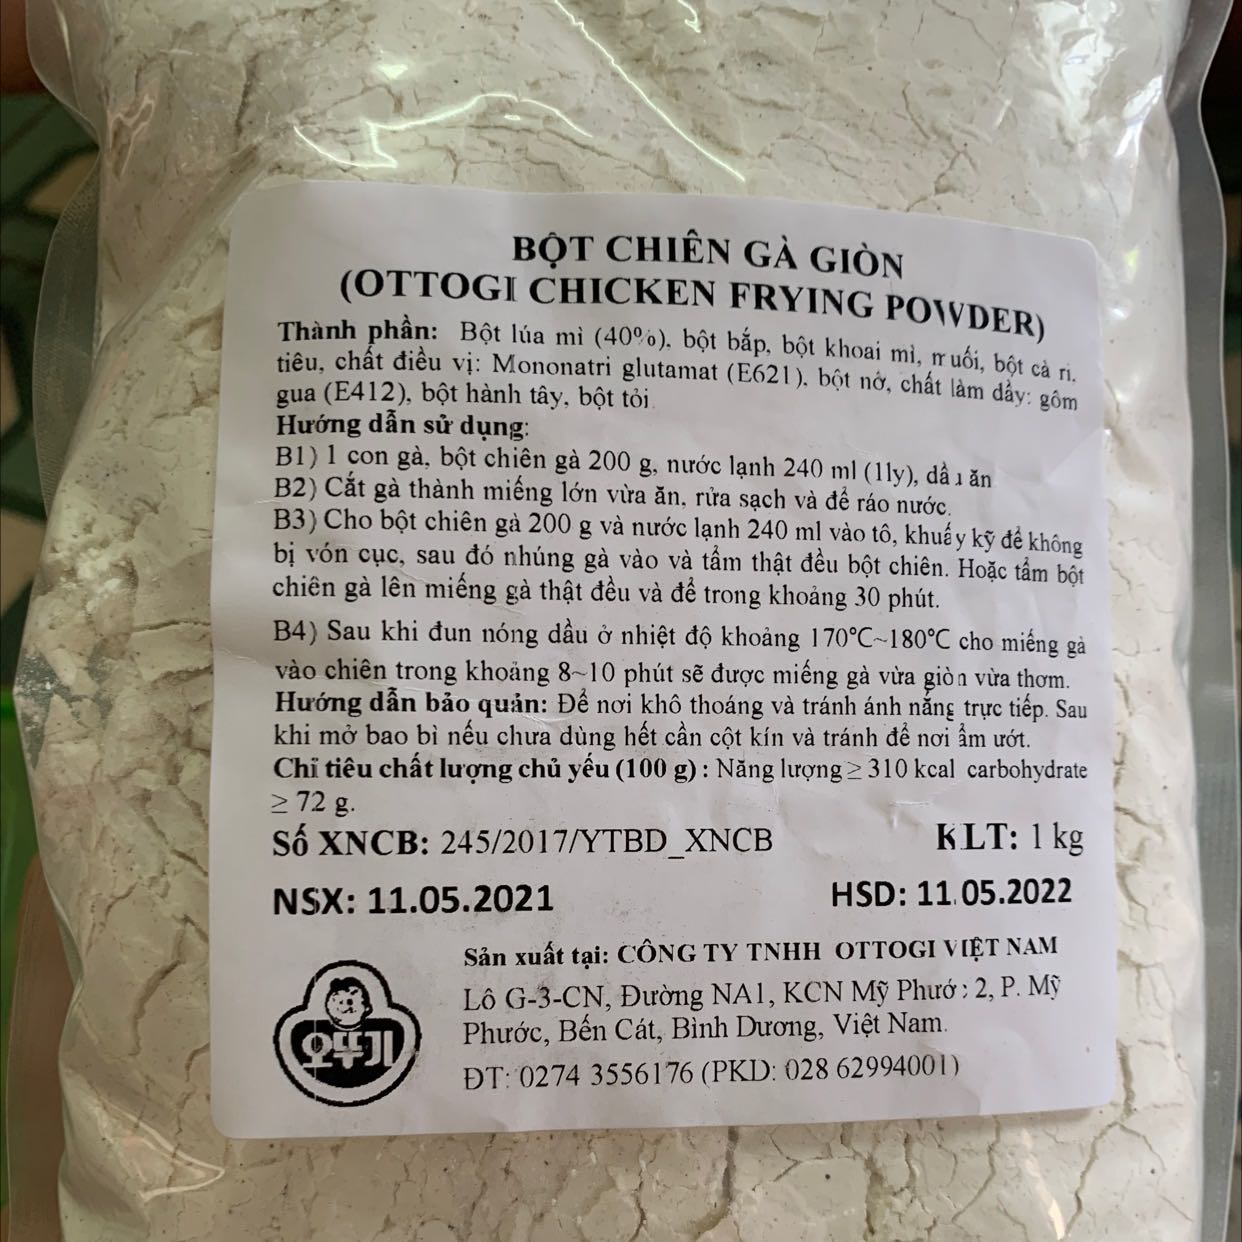 BỘT CHIÊN GÀ GIÒN
(OTTOGI CHICKEN FRYING POWDER)
Thành phần: Bột lúa mì (40%), bột bắp, bột khoai mì, muối, bột cà ri,
tiêu, chất điều vị: Mononatri glutamat (E621), bột nở, chất làm dầy: gôm
gua (E412), bột hành tây, bột tỏi
Hướng dẫn sử dụng:
B1) 1 con gà, bột chiên gà 200 g, nước lạnh 240 ml (1ly), dầu ăn
B2) Cắt gà thành miếng lớn vừa ăn, rửa sạch và để ráo nước.
B3) Cho bột chiên gà 200 g và nước lạnh 240 ml vào tô, khuấy kỹ để không
bị vón cục, sau đó nhúng gà vào và tẩm thật đều bột chiên. Hoặc tẩm bột
chiên gà lên miếng gà thật đều và để trong khoảng 30 phút.
B4) Sau khi đun nóng dầu ở nhiệt độ khoảng 170°C~180°C cho miếng gà
vào chiên trong khoảng 8~10 phút sẽ được miếng gà vừa giòn vừa thơm.
Hướng dẫn bảo quản: Để nơi khô thoáng và tránh ánh nắng trực tiếp. Sau
khi mở bao bì nếu chưa dùng hết cần cột kín và tránh để nơi ẩm ướt.
Chỉ tiêu chất lượng chủ yếu (100 g) : Năng lượng ≥ 310 kcal carbohydrate
≥ 72 g.
Số XNCB: 245/2017/YTBD_XNCB KLT: 1 kg
NSX: 11.05.2021 HSD: 11.05.2022
Sản xuất tại: CÔNG TY TNHH OTTOGI VIỆT NAM
Lô G-3-CN, Đường NA1, KCN Mỹ Phước 2, P. Mỹ
Phước, Bến Cát, Bình Dương, Việt Nam.
ĐT: 0274 3556176 (PKD: 028 62994001)
오뚜기